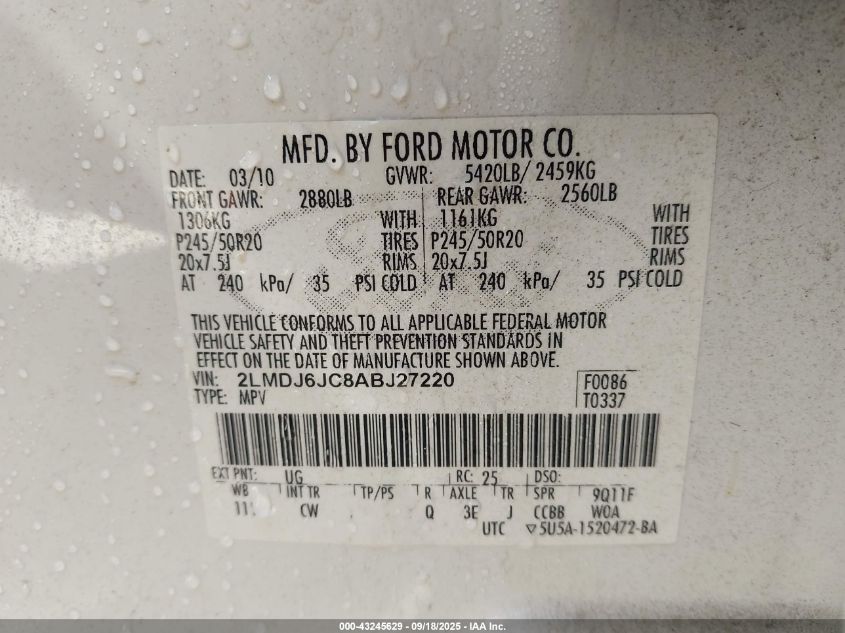 MFD. BY FORD MOTOR CO.
DATE: 03/10 GVWR: 5420LB/ 2459KG
FRONT GAWR: 2880LB REAR GAWR: 2560LB
1306KG WITH 1161KG WITH
P245/50R20 TIRES P245/50R20 TIRES
20x7.5J RIMS 20x7.5J RIMS
AT 240 kPa/ 35 PSI COLD AT 240 kPa/ 35 PSI COLD
THIS VEHICLE CONFORMS TO ALL APPLICABLE FEDERAL MOTOR
VEHICLE SAFETY AND THEFT PREVENTION STANDARDS IN
EFFECT ON THE DATE OF MANUFACTURE SHOWN ABOVE.
VIN: 2LMDJ6JC8ABJ27220 F0086
TYPE: MPV T0337
EXT PNT: UG RC: 25 DSO:
WB INT TR TP/PS R AXLE TR SPR 9Q11F
CW Q 3E J CCBB WOA
UTC ▽5U5A-1520472-BA
000-43245629 - 09/18/2025 - IAA Inc.